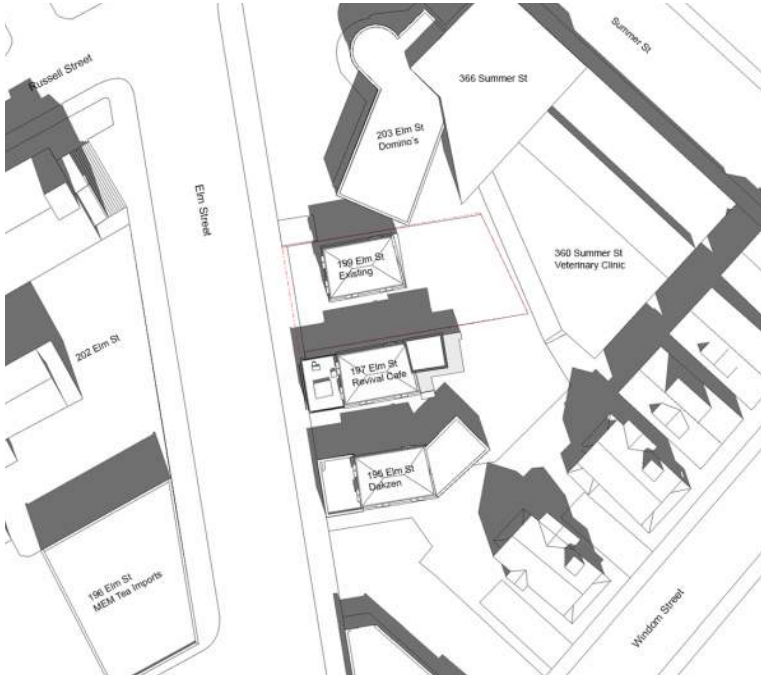 Summer St
Russell Street
366 Summer St
203 Elm St
Domino's
Elm Street
199 Elm St
Existing
360 Summer St
Veterinary Clinic
202 Elm St
197 Elm St
Revival Cafe
195 Elm St
Dakzen
196 Elm St
MEM Tea Imports
Windom Street